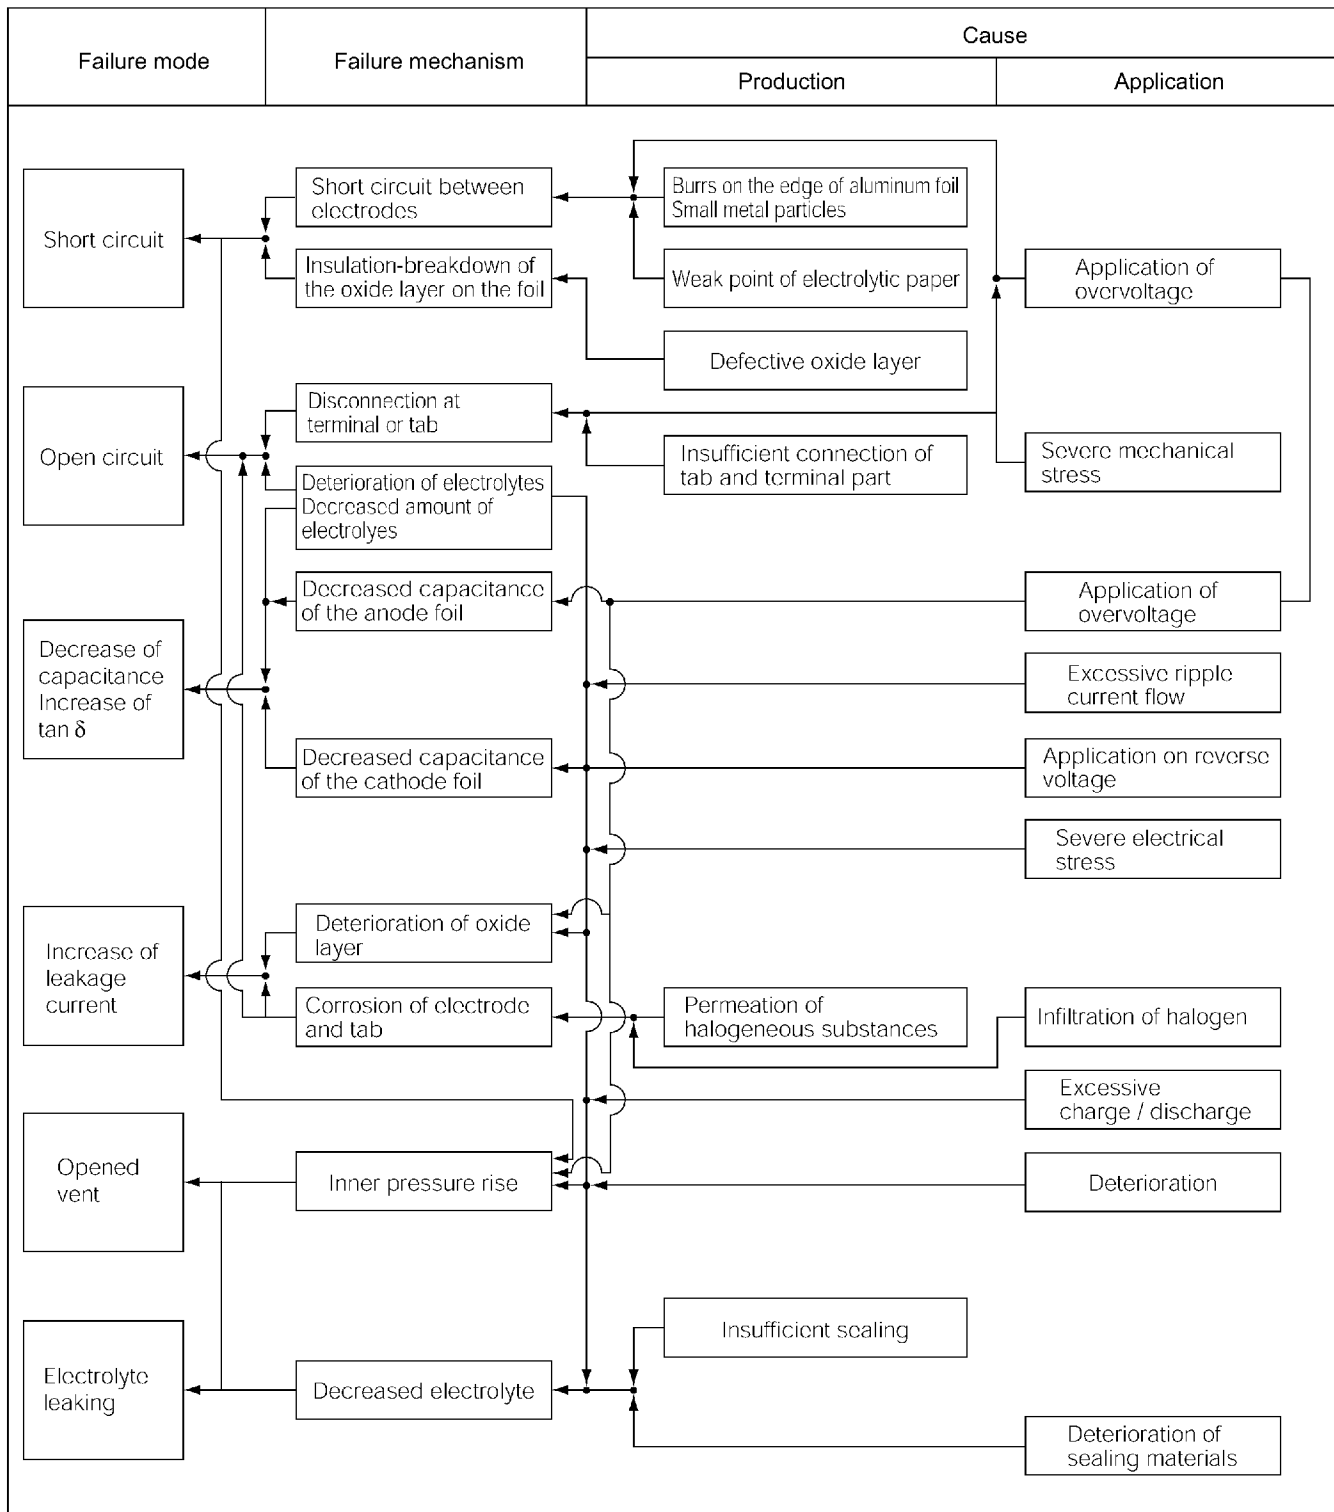 Failure mode
Failure mechanism
Cause
Production
Application
Short circuit
Short circuit between
electrodes
Burrs on the edge of aluminum foil
Small metal particles
Insulation-breakdown of
the oxide layer on the foil
Weak point of electrolytic paper
Application of
overvoltage
Defective oxide layer
Open circuit
Disconnection at
terminal or tab
Insufficient connection of
tab and terminal part
Severe mechanical
stress
Deterioration of electrolytes
Decreased amount of
electrolyes
Decreased capacitance
of the anode foil
Application of
overvoltage
Decrease of
capacitance
Increase of
tan δ
Excessive ripple
current flow
Decreased capacitance
of the cathode foil
Application on reverse
voltage
Severe electrical
stress
Increase of
leakage
current
Deterioration of oxide
layer
Corrosion of electrode
and tab
Permeation of
halogeneous substances
Infiltration of halogen
Excessive
charge / discharge
Opened
vent
Inner pressure rise
Deterioration
Insufficient sealing
Electrolyte
leaking
Decreased electrolyte
Deterioration of
sealing materials